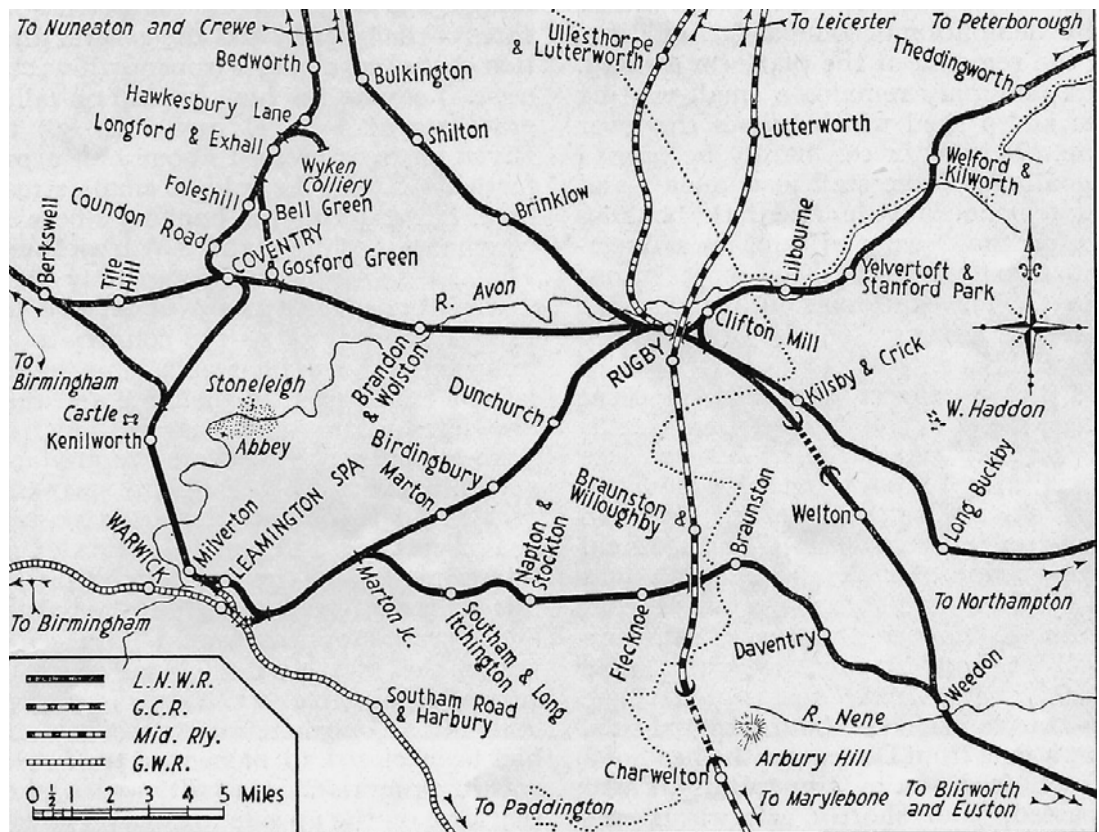 To Nuneaton and Crewe
Ullesthorpe
& Lutterworth
To Leicester
To Peterborough
Bedworth
Bulkington
Theddingworth
Hawkesbury Lane
Longford & Exhall
Shilton
Lutterworth
Wyken
Colliery
Welford &
Kilworth
Foleshill
Bell Green
Brinklow
Coundon
Road
COVENTRY
Gosford Green
Lilbourne
Yelvertoft &
Stanford Park
Berkswell
Tile
Hill
R. Avon
Clifton Mill
To
Birmingham
Brandon
& Wolston
RUGBY
Kilsby & Crick
Stoneleigh
Abbey
Dunchurch
W. Haddon
Castle
Kenilworth
Birdingbury
Marton
Long Buckby
Braunston &
Willoughby
Welton
WARWICK
Milverton
LEAMINGTON SPA
Napton &
Stockton
Braunston
To Northampton
To Birmingham
Marton Jc.
Southam & Long
Itchington
Flecknoe
Daventry
Weedon
L.N.W.R.
G.C.R.
Mid. Rly.
G.W.R.
Southam Road
& Harbury
R. Nene
Arbury Hill
Charwelton
0 ½ 1 2 3 4 5 Miles
To Paddington
To Marylebone
To Blisworth
and Euston